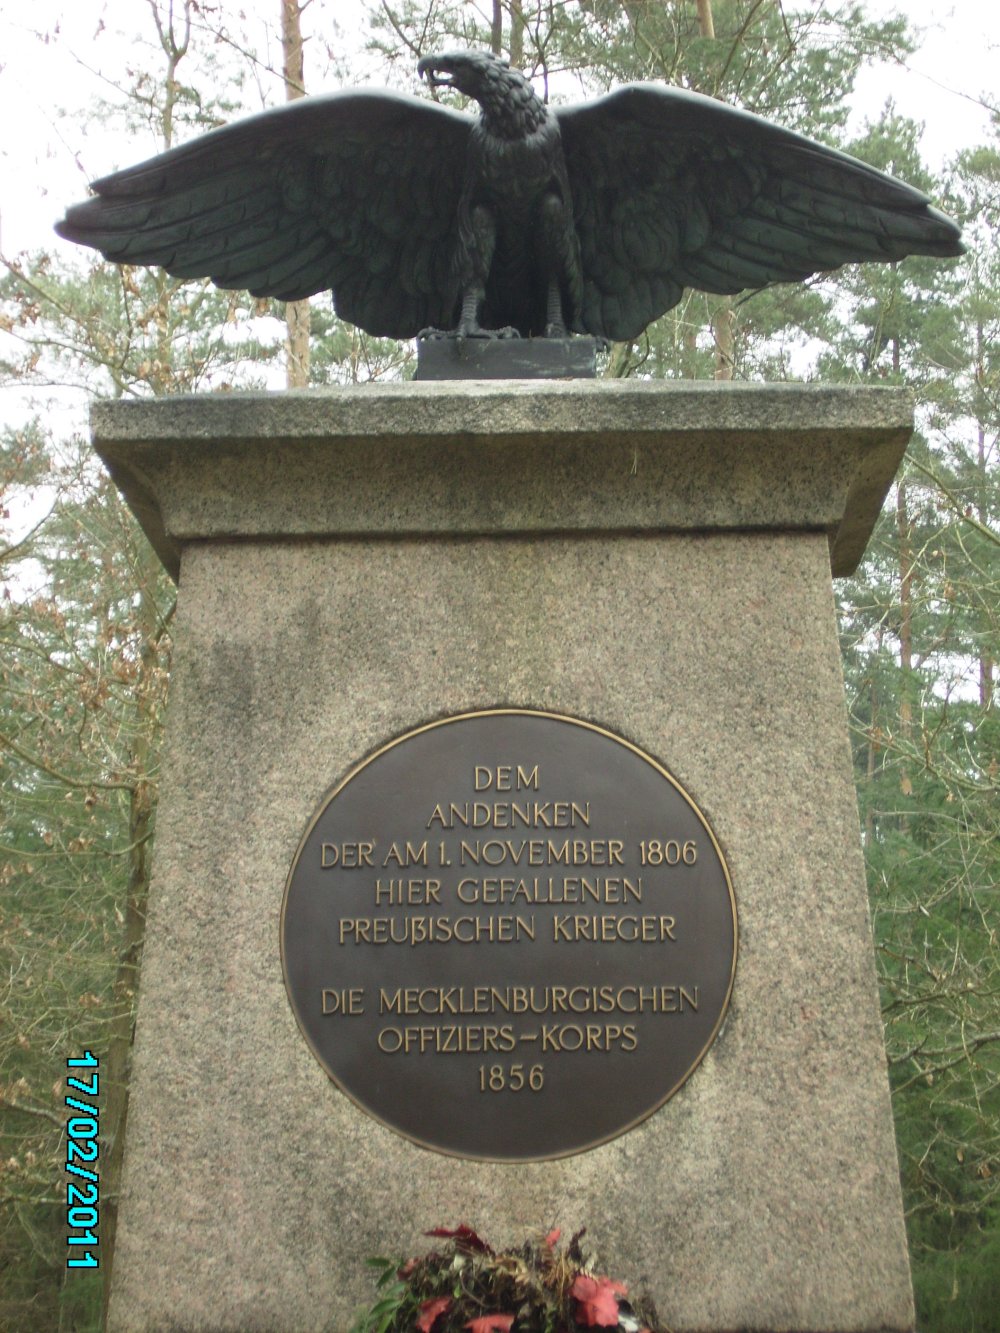 DEM
ANDENKEN
DER AM 1. NOVEMBER 1806
HIER GEFALLENEN
PREUßISCHEN KRIEGER
DIE MECKLENBURGISCHEN
OFFIZIERS–KORPS
1856
17/02/2011